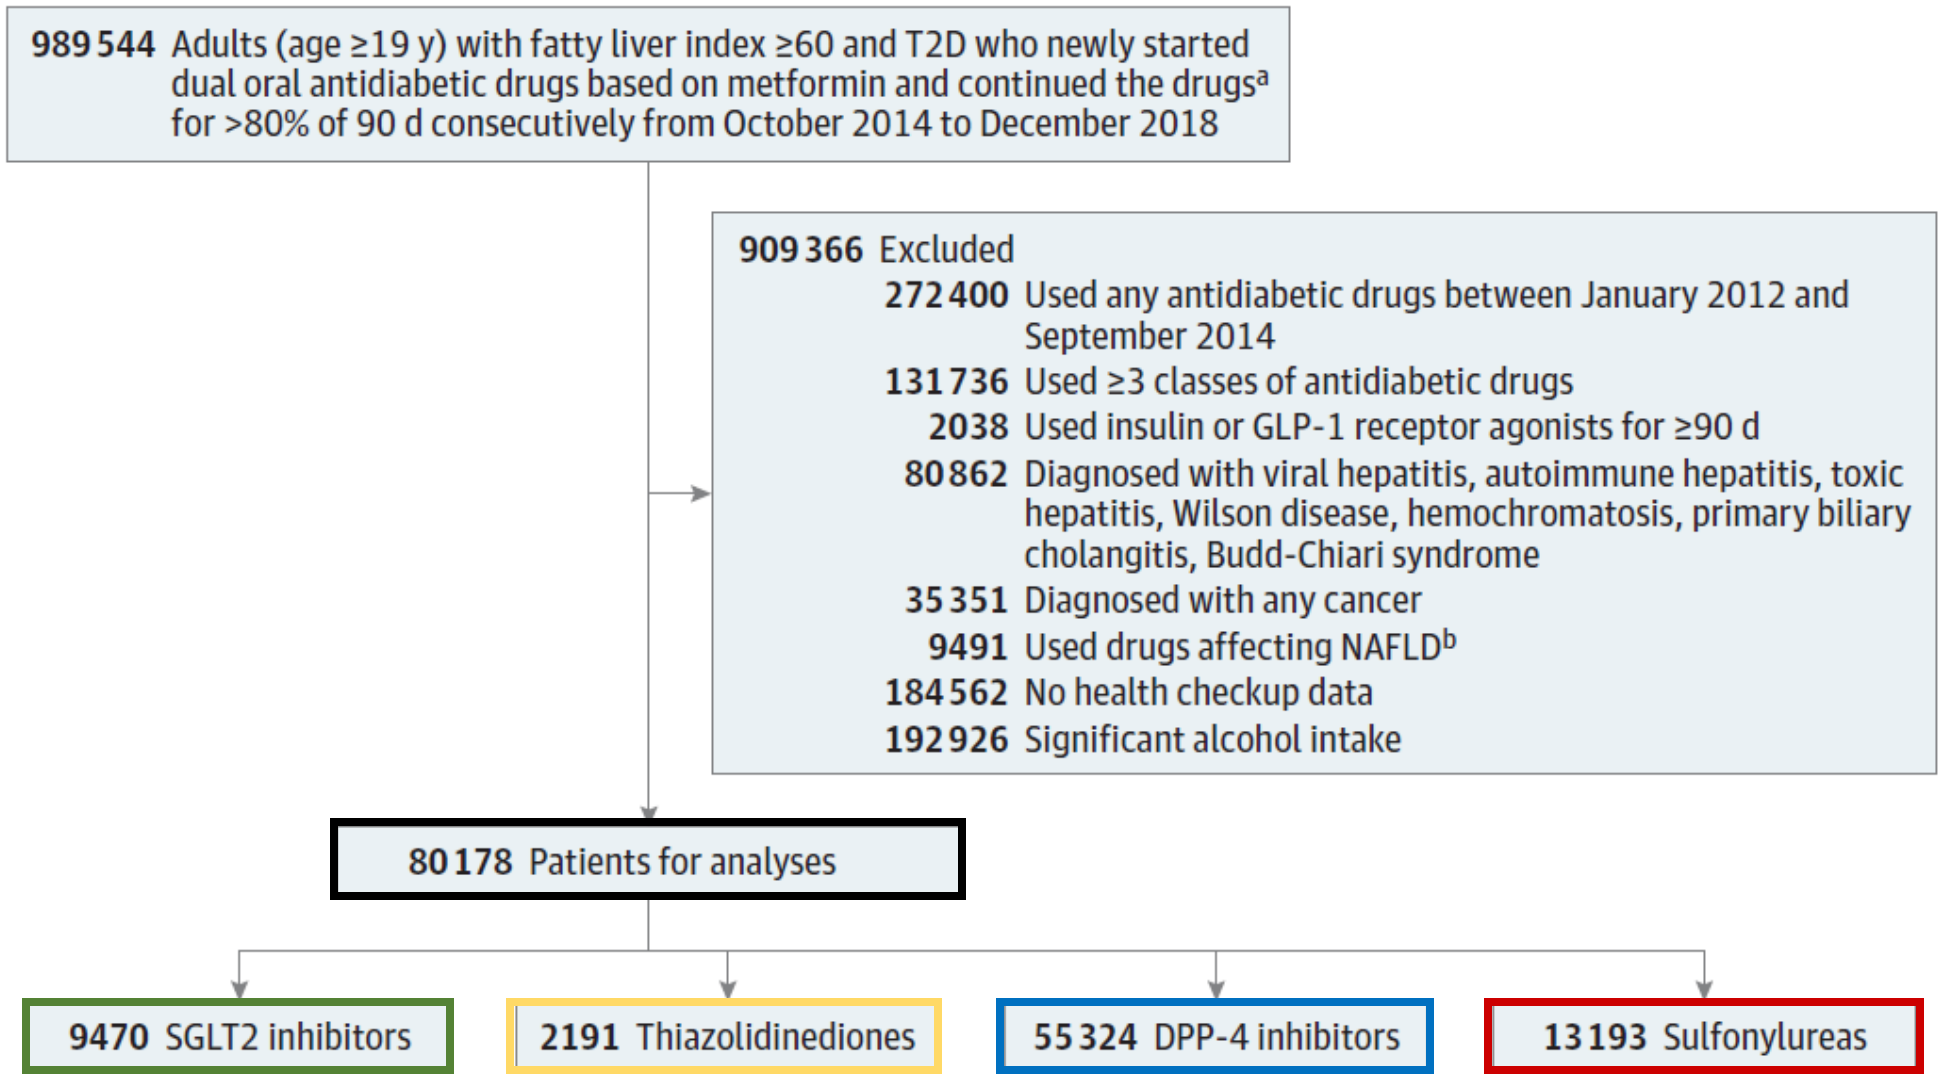 989 544 Adults (age ≥19 y) with fatty liver index ≥60 and T2D who newly started
dual oral antidiabetic drugs based on metformin and continued the drugsᵃ
for >80% of 90 d consecutively from October 2014 to December 2018
909 366 Excluded
272 400 Used any antidiabetic drugs between January 2012 and
September 2014
131 736 Used ≥3 classes of antidiabetic drugs
2038 Used insulin or GLP-1 receptor agonists for ≥90 d
80 862 Diagnosed with viral hepatitis, autoimmune hepatitis, toxic
hepatitis, Wilson disease, hemochromatosis, primary biliary
cholangitis, Budd-Chiari syndrome
35 351 Diagnosed with any cancer
9491 Used drugs affecting NAFLDᵇ
184 562 No health checkup data
192 926 Significant alcohol intake
80 178 Patients for analyses
9470 SGLT2 inhibitors
2191 Thiazolidinediones
55 324 DPP-4 inhibitors
13 193 Sulfonylureas